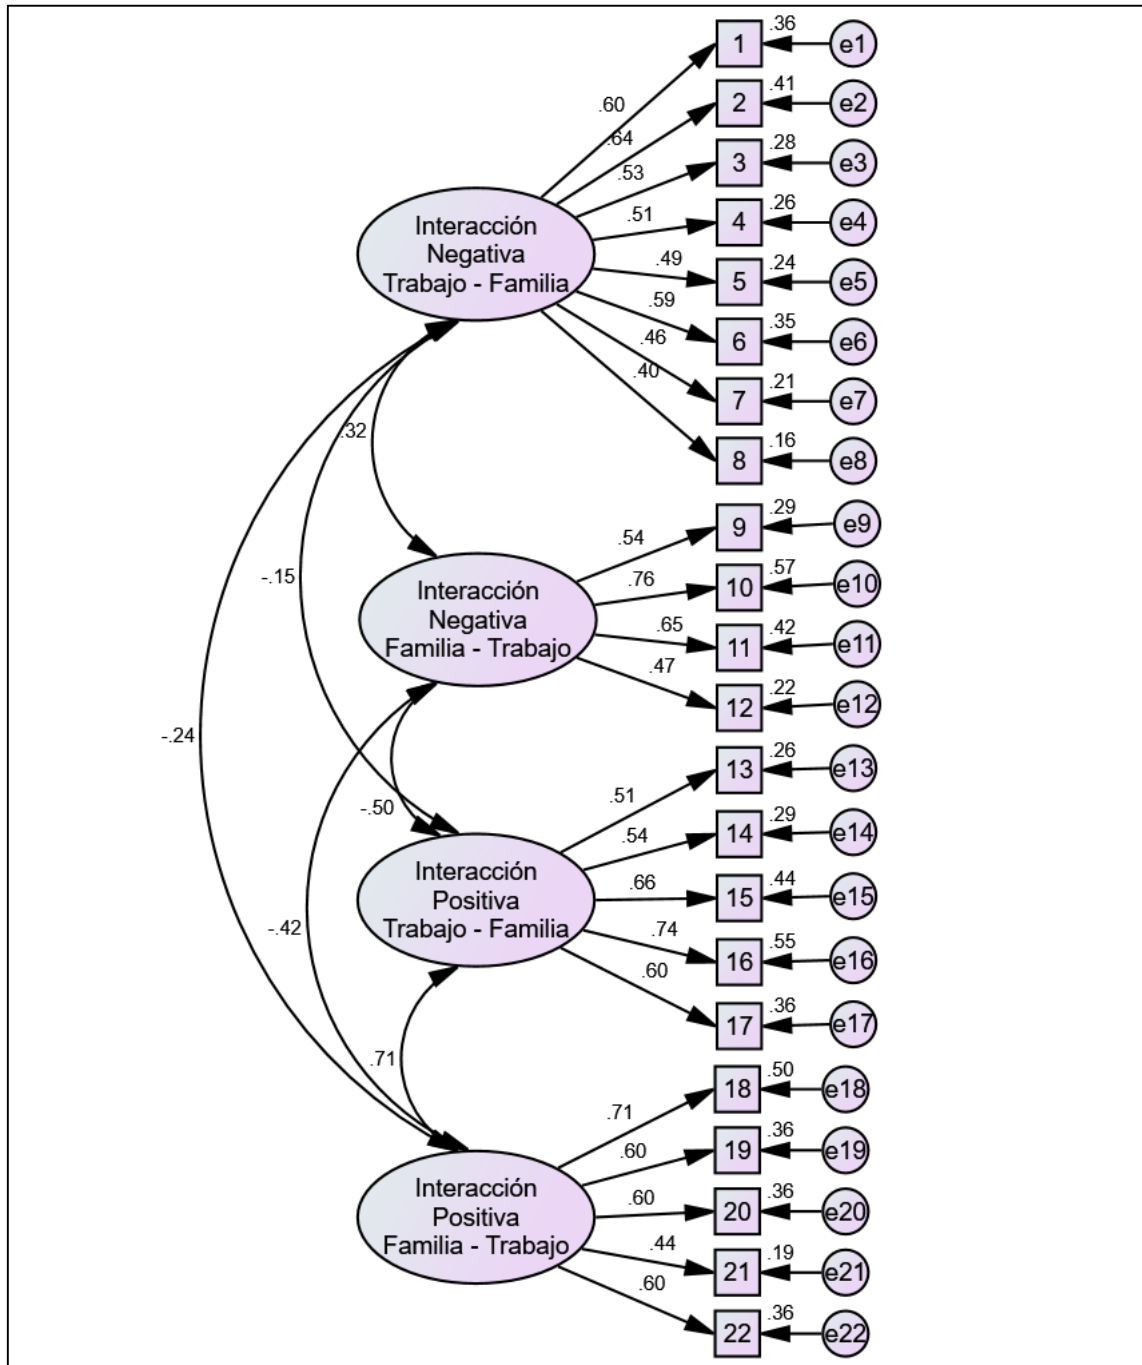 .60
1
.36
e1
.64
2
.41
e2
.53
3
.28
e3
.51
4
.26
e4
Interacción
Negativa
Trabajo - Familia
.49
5
.24
e5
.59
6
.35
e6
.46
7
.21
e7
.40
8
.16
e8
.32
-.15
-.24
Interacción
Negativa
Familia - Trabajo
.54
9
.29
e9
.76
10
.57
e10
.65
11
.42
e11
.47
12
.22
e12
-.50
-.42
Interacción
Positiva
Trabajo - Familia
.51
13
.26
e13
.54
14
.29
e14
.66
15
.44
e15
.74
16
.55
e16
.60
17
.36
e17
.71
Interacción
Positiva
Familia - Trabajo
.71
18
.50
e18
.60
19
.36
e19
.60
20
.36
e20
.44
21
.19
e21
.60
22
.36
e22